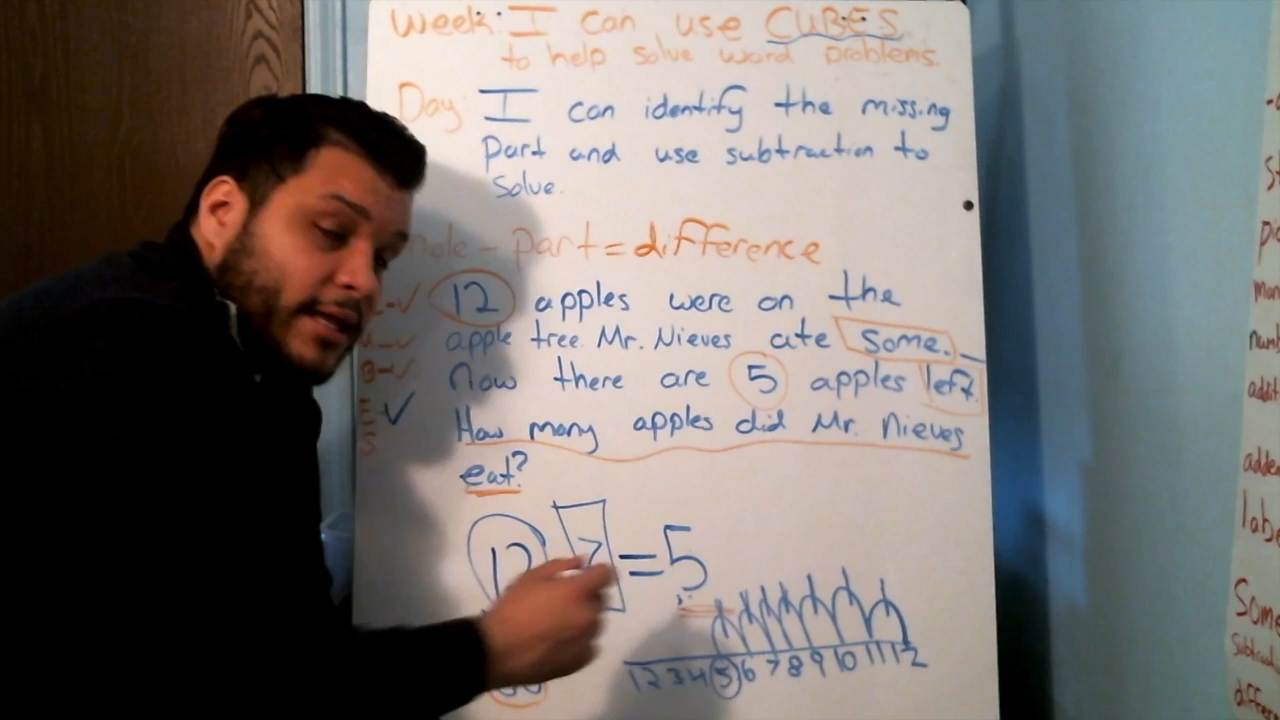 Week: I can use CUBES
to help solve word problems
Day I can identify the missing
part and use subtraction to
solve.
- part = difference
12 apples were on the
apple tree. Mr. Nieves ate some.
Now there are 5 apples left.
How many apples did Mr. Nieves
eat?
12 7 = 5
1 2 3 4 5 6 7 8 9 10 11 12